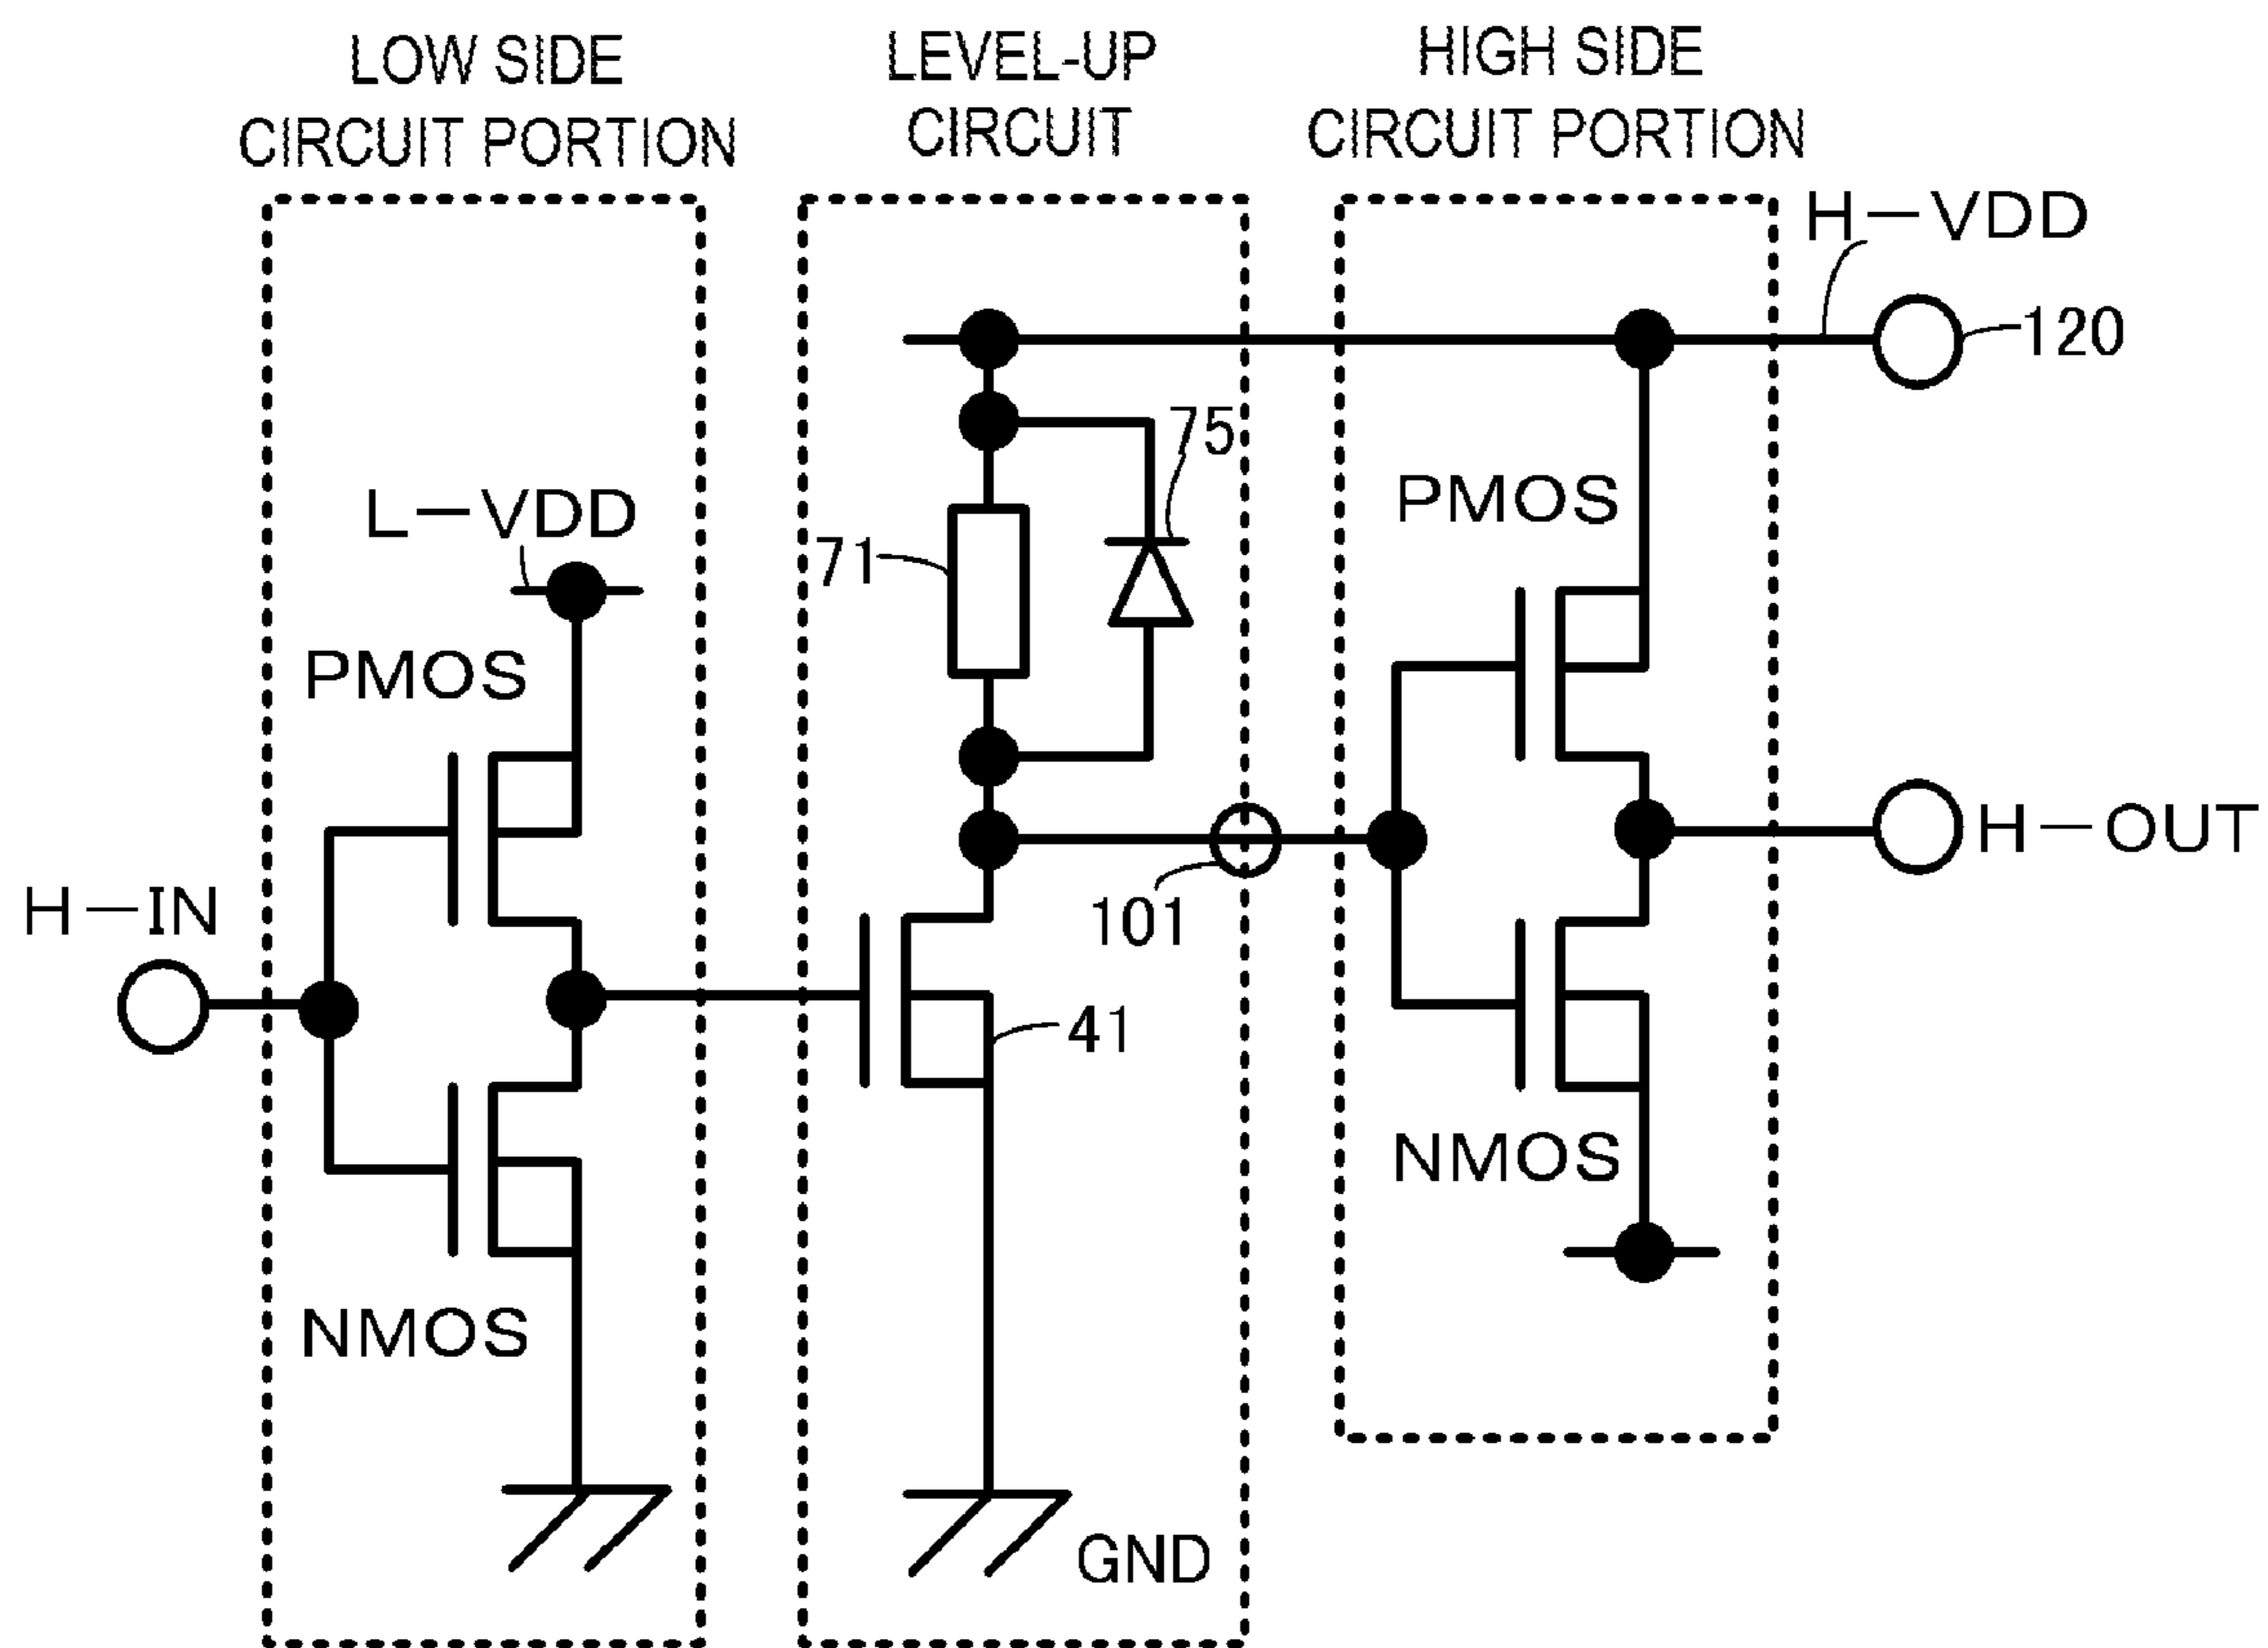 LOW SIDE
CIRCUIT PORTION
LEVEL-UP
CIRCUIT
HIGH SIDE
CIRCUIT PORTION
H-VDD
120
75
L-VDD
71
PMOS
PMOS
H-IN
101
H-OUT
41
NMOS
NMOS
GND